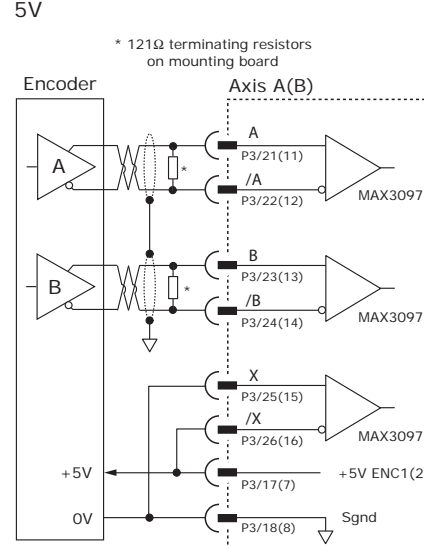 5V
* 121Ω terminating resistors
on mounting board
Encoder
Axis A(B)
A
A
P3/21(11)
/A
P3/22(12)
MAX3097
*
B
B
P3/23(13)
/B
P3/24(14)
MAX3097
*
X
P3/25(15)
/X
P3/26(16)
MAX3097
+5V
P3/17(7)
+5V ENC1(2
0V
P3/18(8)
Sgnd